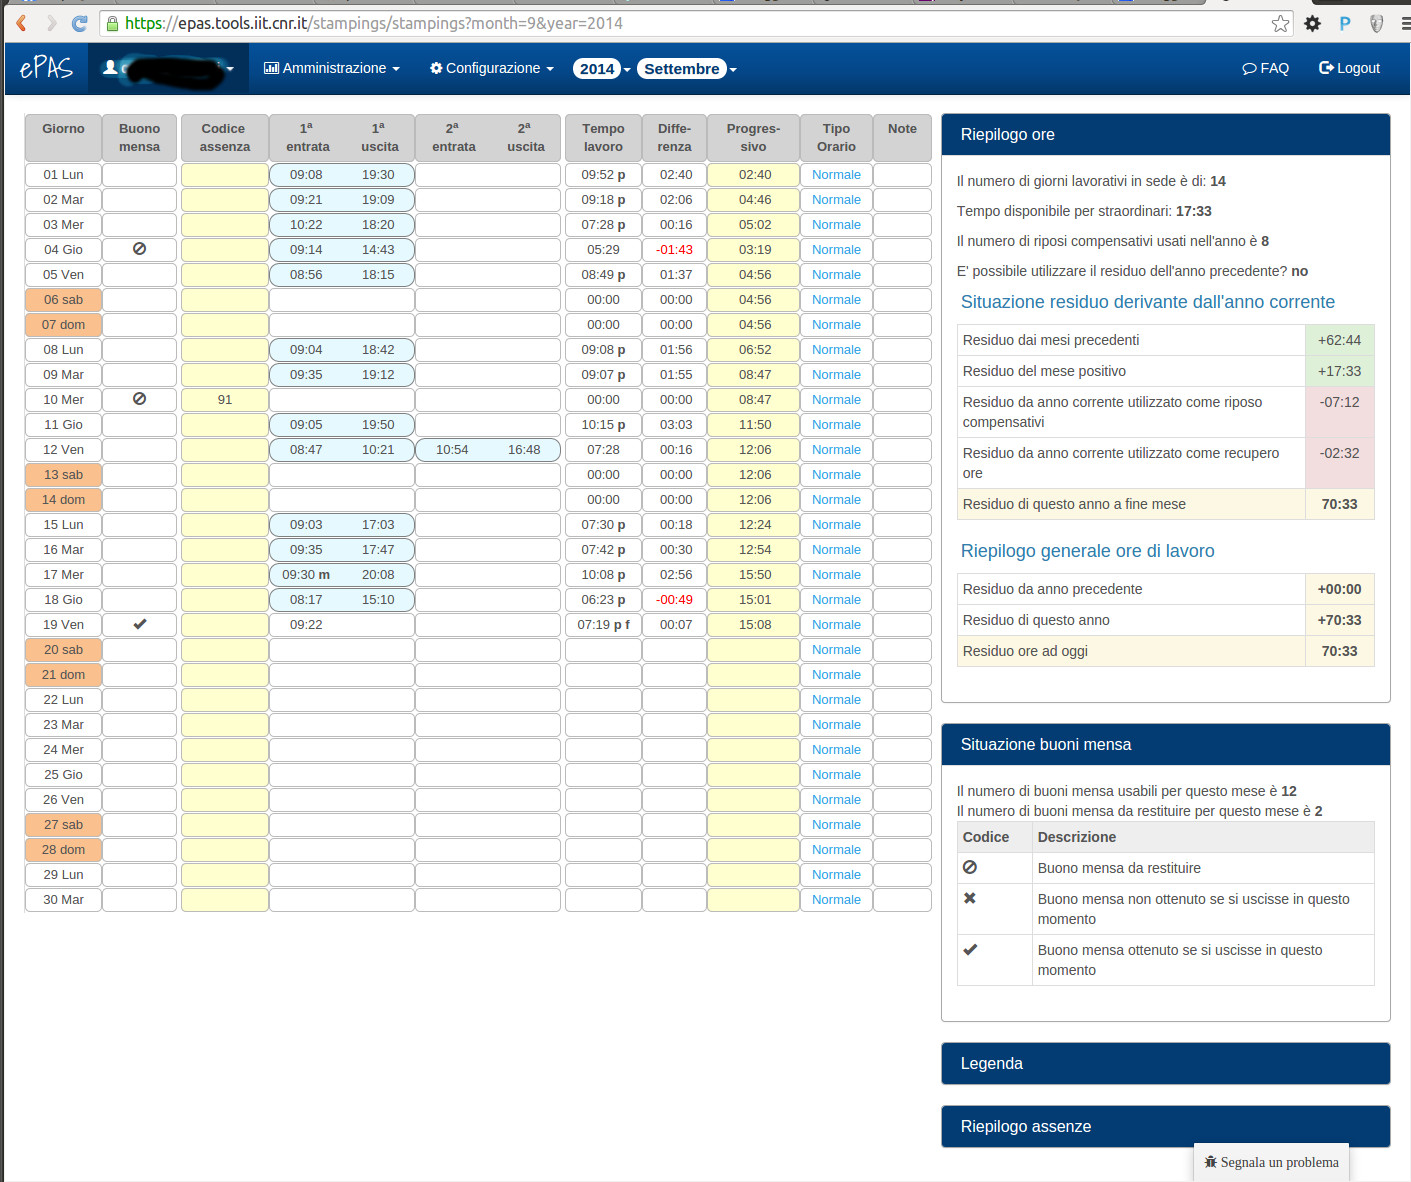 https://epas.tools.iit.cnr.it/stampings/stampings?month=9&year=2014
ePAS Amministrazione Configurazione 2014 Settembre FAQ Logout
Giorno Buono mensa Codice assenza 1ª entrata 1ª uscita 2ª entrata 2ª uscita Tempo lavoro Diffe-renza Progres-sivo Tipo Orario Note
01 Lun 09:08 19:30 09:52 p 02:40 02:40 Normale
02 Mar 09:21 19:09 09:18 p 02:06 04:46 Normale
03 Mer 10:22 18:20 07:28 p 00:16 05:02 Normale
04 Gio 09:14 14:43 05:29 -01:43 03:19 Normale
05 Ven 08:56 18:15 08:49 p 01:37 04:56 Normale
06 sab 00:00 00:00 04:56 Normale
07 dom 00:00 00:00 04:56 Normale
08 Lun 09:04 18:42 09:08 p 01:56 06:52 Normale
09 Mar 09:35 19:12 09:07 p 01:55 08:47 Normale
10 Mer 91 00:00 00:00 08:47 Normale
11 Gio 09:05 19:50 10:15 p 03:03 11:50 Normale
12 Ven 08:47 10:21 10:54 16:48 07:28 00:16 12:06 Normale
13 sab 00:00 00:00 12:06 Normale
14 dom 00:00 00:00 12:06 Normale
15 Lun 09:03 17:03 07:30 p 00:18 12:24 Normale
16 Mar 09:35 17:47 07:42 p 00:30 12:54 Normale
17 Mer 09:30 m 20:08 10:08 p 02:56 15:50 Normale
18 Gio 08:17 15:10 06:23 p -00:49 15:01 Normale
19 Ven 09:22 07:19 p f 00:07 15:08 Normale
20 sab Normale
21 dom Normale
22 Lun Normale
23 Mar Normale
24 Mer Normale
25 Gio Normale
26 Ven Normale
27 sab Normale
28 dom Normale
29 Lun Normale
30 Mar Normale
Riepilogo ore
Il numero di giorni lavorativi in sede è di: 14
Tempo disponibile per straordinari: 17:33
Il numero di riposi compensativi usati nell'anno è 8
E' possibile utilizzare il residuo dell'anno precedente? no
Situazione residuo derivante dall'anno corrente
Residuo dai mesi precedenti +62:44
Residuo del mese positivo +17:33
Residuo da anno corrente utilizzato come riposo -07:12
compensativi
Residuo da anno corrente utilizzato come recupero -02:32
ore
Residuo di questo anno a fine mese 70:33
Riepilogo generale ore di lavoro
Residuo da anno precedente +00:00
Residuo di questo anno +70:33
Residuo ore ad oggi 70:33
Situazione buoni mensa
Il numero di buoni mensa usabili per questo mese è 12
Il numero di buoni mensa da restituire per questo mese è 2
Codice Descrizione
Buono mensa da restituire
Buono mensa non ottenuto se si uscisse in questo
momento
Buono mensa ottenuto se si uscisse in questo
momento
Legenda
Riepilogo assenze
Segnala un problema